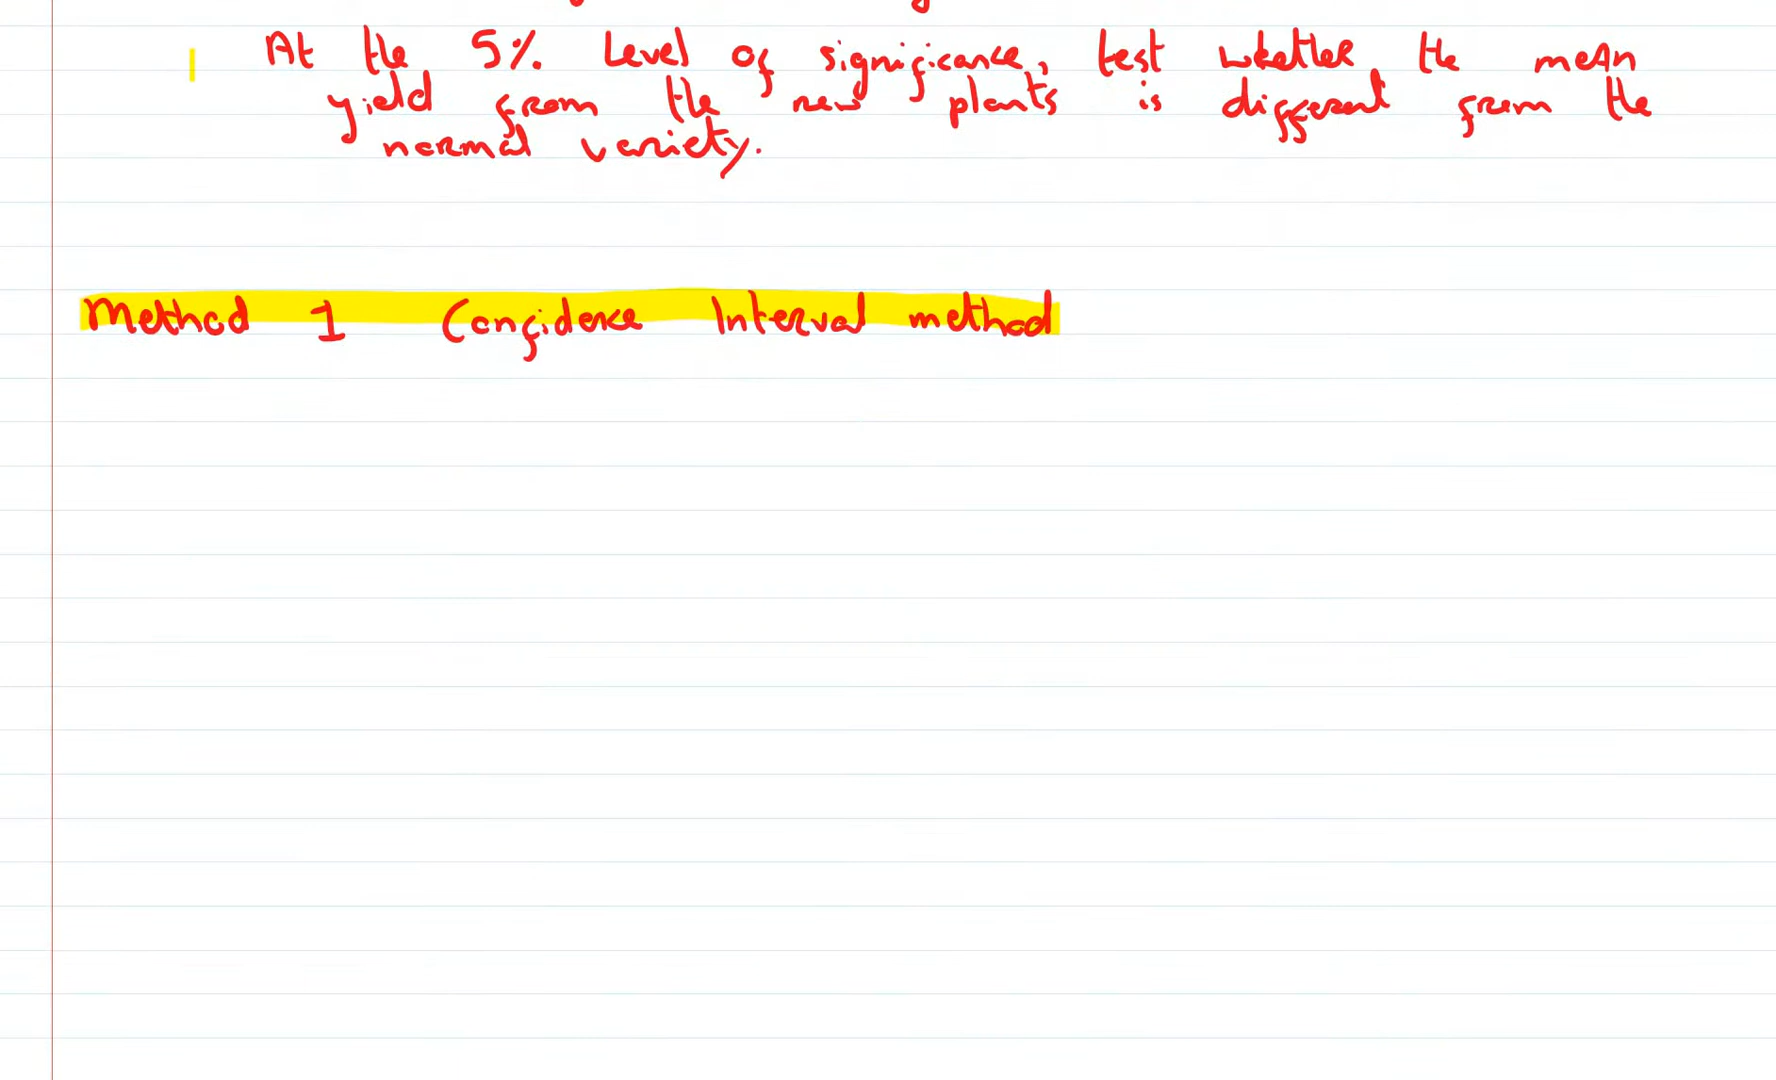 At the 5% level of significance, test whether the mean
yield from the new plants is different from the
normal variety.
Method 1 Confidence Interval method